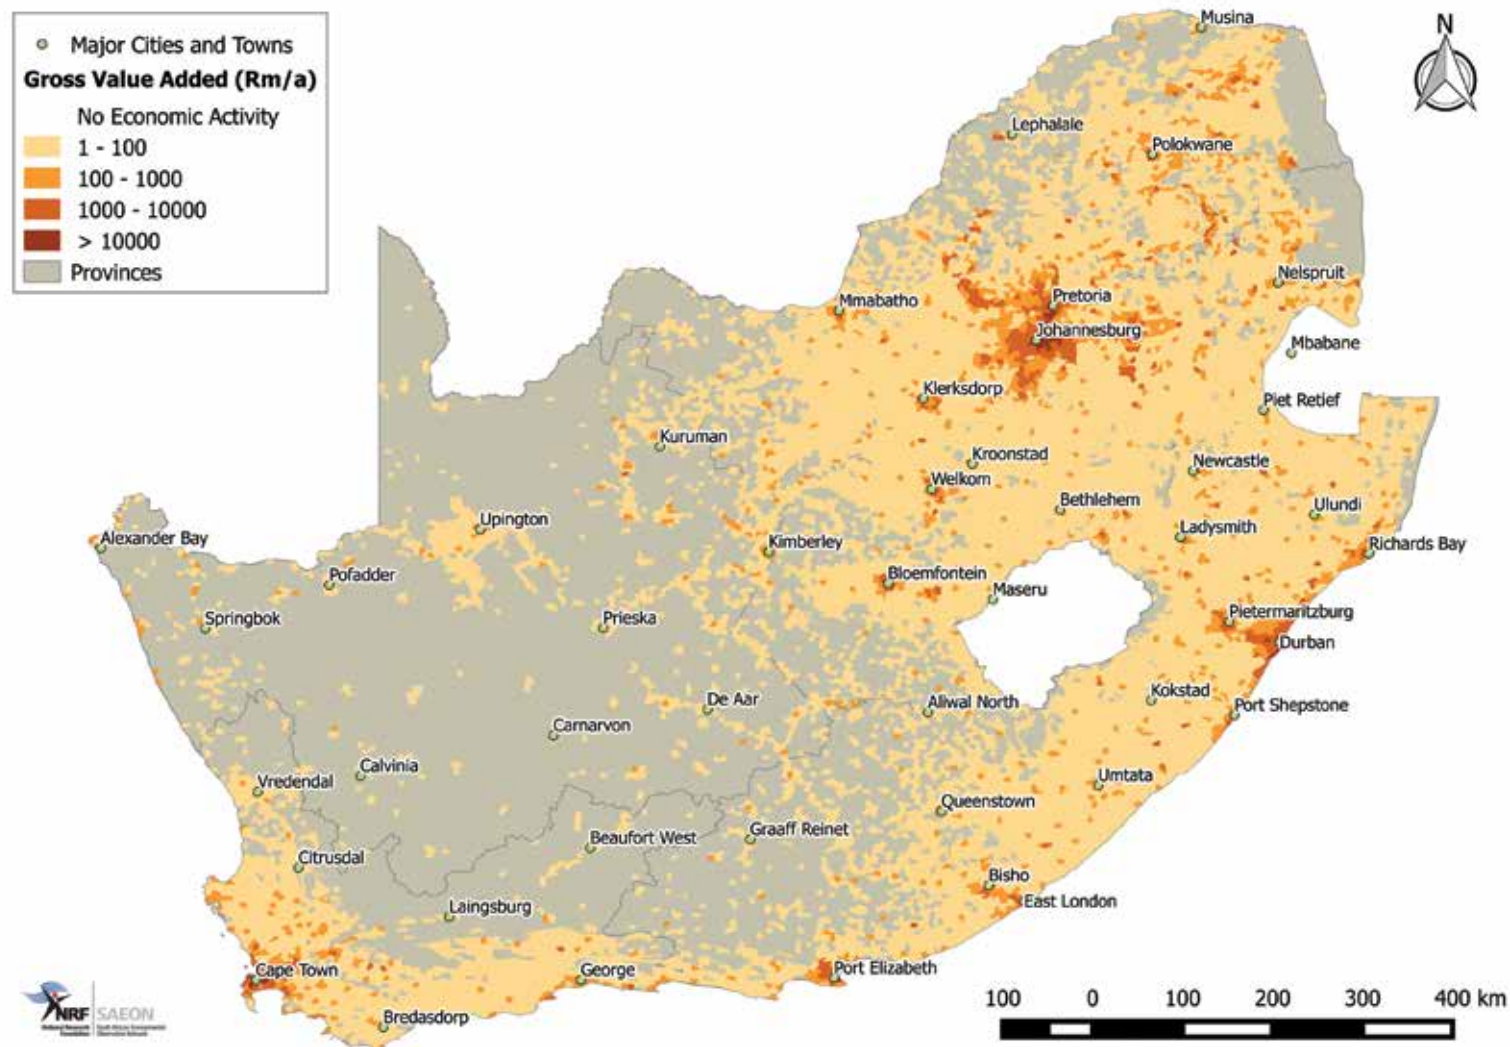 Major Cities and Towns
Gross Value Added (Rm/a)
No Economic Activity
1 - 100
100 - 1000
1000 - 10000
> 10000
Provinces
N
Musina
Lephalale
Polokwane
Nelspruit
Pretoria
Mmabatho
Johannesburg
Mbabane
Klerksdorp
Piet Retief
Kuruman
Kroonstad
Newcastle
Welkom
Bethlehem
Ulundi
Upington
Ladysmith
Alexander Bay
Kimberley
Richards Bay
Pofadder
Bloemfontein
Maseru
Springbok
Prieska
Pietermaritzburg
Durban
De Aar
Aliwal North
Kokstad
Port Shepstone
Carnarvon
Calvinia
Vredendal
Umtata
Queenstown
Beaufort West
Graaff Reinet
Citrusdal
Bisho
Laingsburg
East London
Cape Town
George
Port Elizabeth
Bredasdorp
NRF
SAEON
100 0 100 200 300 400 km